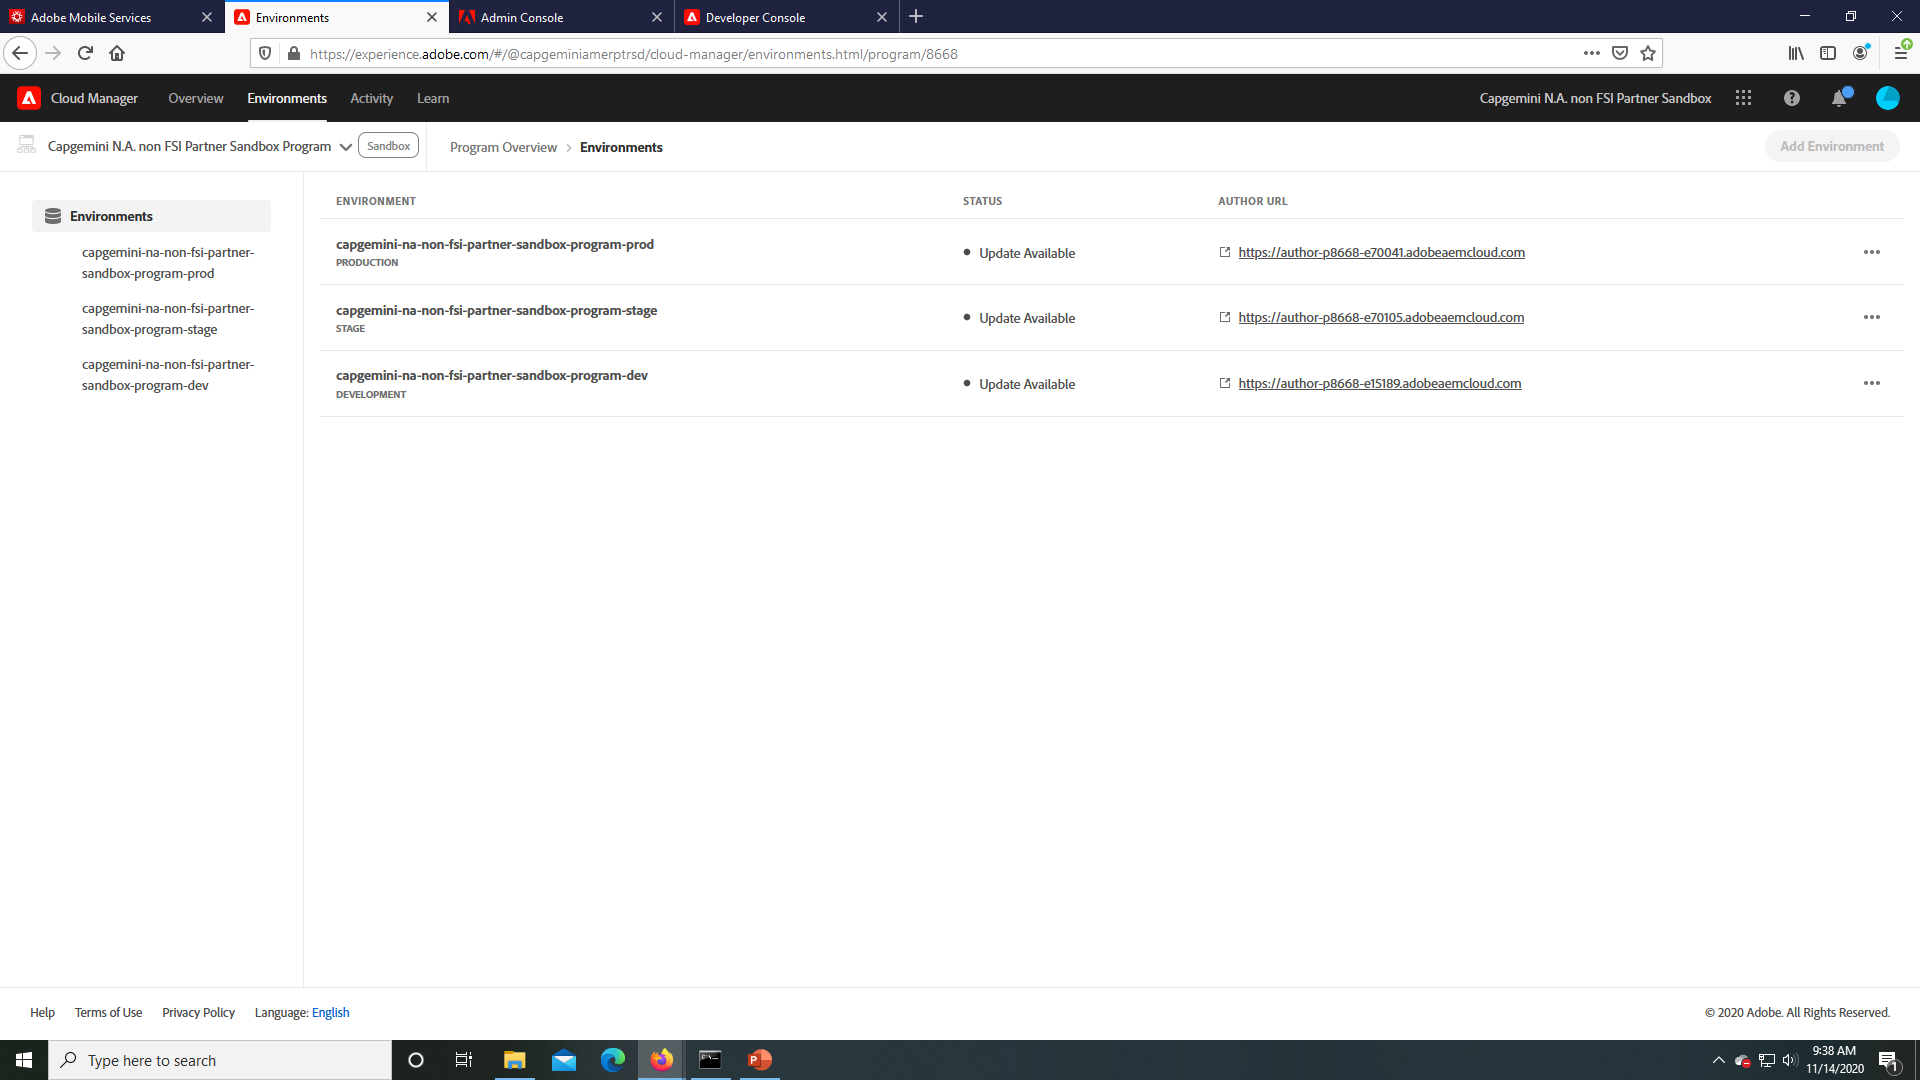 Adobe Mobile Services
Environments
Admin Console
Developer Console
https://experience.adobe.com/#/@capgeminiamerptrsd/cloud-manager/environments.html/program/8668
Cloud Manager
Overview
Environments
Activity
Learn
Capgemini N.A. non FSI Partner Sandbox
Capgemini N.A. non FSI Partner Sandbox Program
Sandbox
Program Overview > Environments
Add Environment
Environments
capgemini-na-non-fsi-partner-
sandbox-program-prod
capgemini-na-non-fsi-partner-
sandbox-program-stage
capgemini-na-non-fsi-partner-
sandbox-program-dev
ENVIRONMENT
STATUS
AUTHOR URL
capgemini-na-non-fsi-partner-sandbox-program-prod
PRODUCTION
Update Available
https://author-p8668-e70041.adobeaemcloud.com
capgemini-na-non-fsi-partner-sandbox-program-stage
STAGE
Update Available
https://author-p8668-e70105.adobeaemcloud.com
capgemini-na-non-fsi-partner-sandbox-program-dev
DEVELOPMENT
Update Available
https://author-p8668-e15189.adobeaemcloud.com
Help
Terms of Use
Privacy Policy
Language: English
© 2020 Adobe. All Rights Reserved.
Type here to search
9:38 AM
11/14/2020
1